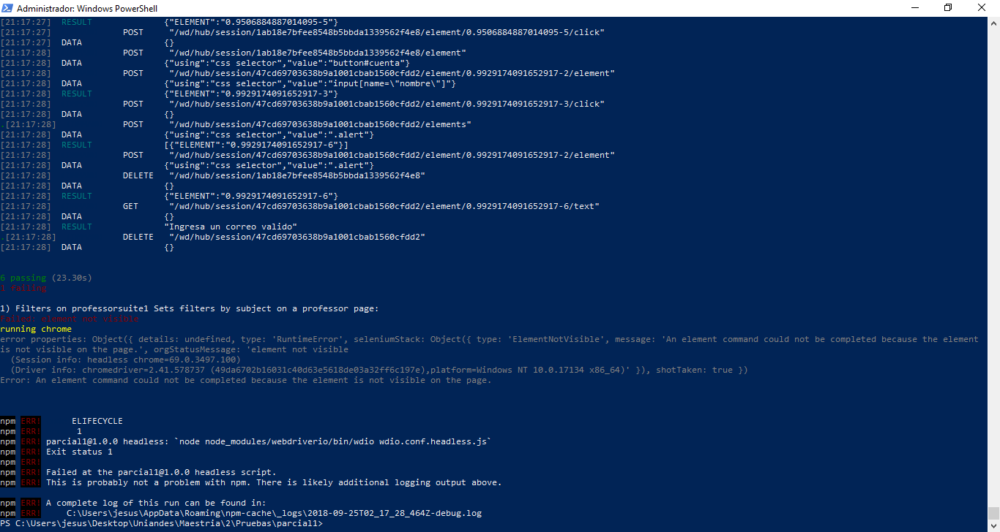 Administrador: Windows PowerShell
[21:17:27] RESULT {"ELEMENT":"0.9506884887014095-5"}
[21:17:27] POST "/wd/hub/session/1ab18e7bfee8548b5bbda1339562f4e8/element/0.9506884887014095-5/click"
[21:17:27] DATA {}
[21:17:28] POST "/wd/hub/session/1ab18e7bfee8548b5bbda1339562f4e8/element"
[21:17:28] DATA {"using":"css selector","value":"button#cuenta"}
[21:17:28] POST "/wd/hub/session/47cd69703638b9a1001cbab1560cfdd2/element/0.9929174091652917-2/element"
[21:17:28] DATA {"using":"css selector","value":"input[name=\"nombre\"]"}
[21:17:28] RESULT {"ELEMENT":"0.9929174091652917-3"}
[21:17:28] POST "/wd/hub/session/47cd69703638b9a1001cbab1560cfdd2/element/0.9929174091652917-3/click"
[21:17:28] DATA {}
.[21:17:28] POST "/wd/hub/session/47cd69703638b9a1001cbab1560cfdd2/elements"
[21:17:28] DATA {"using":"css selector","value":".alert"}
[21:17:28] RESULT [{"ELEMENT":"0.9929174091652917-6"}]
[21:17:28] POST "/wd/hub/session/47cd69703638b9a1001cbab1560cfdd2/element/0.9929174091652917-2/element"
[21:17:28] DATA {"using":"css selector","value":".alert"}
[21:17:28] DELETE "/wd/hub/session/1ab18e7bfee8548b5bbda1339562f4e8"
[21:17:28] DATA {}
[21:17:28] RESULT {"ELEMENT":"0.9929174091652917-6"}
[21:17:28] GET "/wd/hub/session/47cd69703638b9a1001cbab1560cfdd2/element/0.9929174091652917-6/text"
[21:17:28] DATA {}
[21:17:28] RESULT "Ingresa un correo valido"
.[21:17:28] DELETE "/wd/hub/session/47cd69703638b9a1001cbab1560cfdd2"
[21:17:28] DATA {}
6 passing (23.30s)
1 failing
1) Filters on professorsuite1 Sets filters by subject on a professor page:
Failed: element not visible
running chrome
error properties: Object({ details: undefined, type: 'RuntimeError', seleniumStack: Object({ type: 'ElementNotVisible', message: 'An element command could not be completed because the element
is not visible on the page.', orgStatusMessage: 'element not visible
(Session info: headless chrome=69.0.3497.100)
(Driver info: chromedriver=2.41.578737 (49da6702b16031c40d63e5618de03a32ff6c197e),platform=Windows NT 10.0.17134 x86_64)' }), shotTaken: true })
Error: An element command could not be completed because the element is not visible on the page.
npm ERR! ELIFECYCLE
npm ERR! 1
npm ERR! parcial1@1.0.0 headless: `node node_modules/webdriverio/bin/wdio wdio.conf.headless.js`
npm ERR! Exit status 1
npm ERR!
npm ERR! Failed at the parcial1@1.0.0 headless script.
npm ERR! This is probably not a problem with npm. There is likely additional logging output above.
npm ERR! A complete log of this run can be found in:
npm ERR! C:\Users\jesus\AppData\Roaming\npm-cache\_logs\2018-09-25T02_17_28_464Z-debug.log
PS C:\Users\jesus\Desktop\Uniandes\Maestria\2\Pruebas\parcial1>